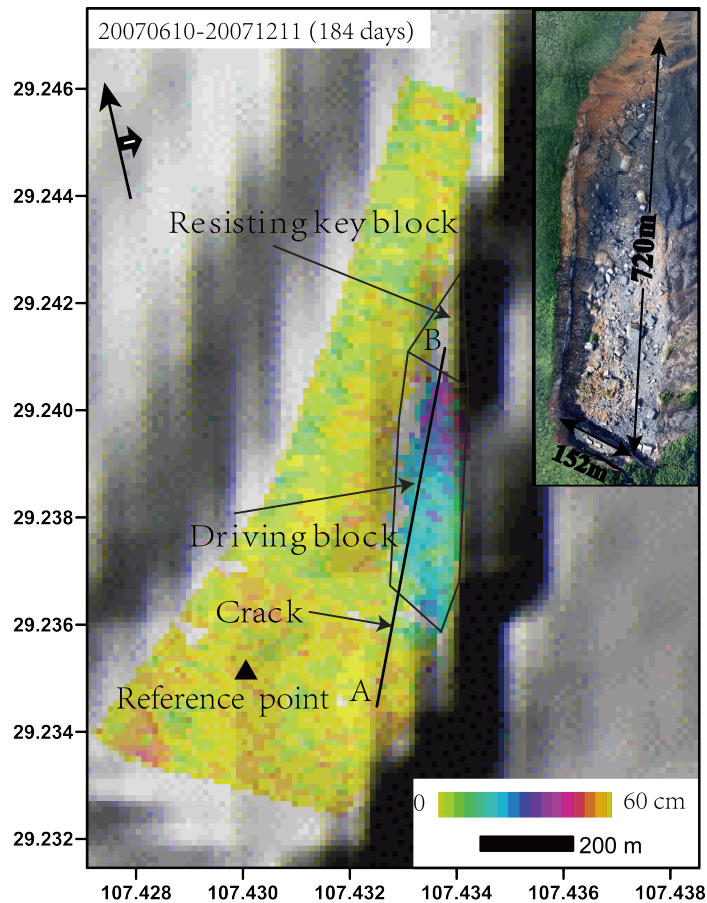 20070610-20071211 (184 days)
29.246
29.244
29.242
29.240
29.238
29.236
29.234
29.232
Resisting key block
B
Driving block
Crack
A
Reference point
720m
152m
0
60 cm
200 m
107.428
107.430
107.432
107.434
107.436
107.438